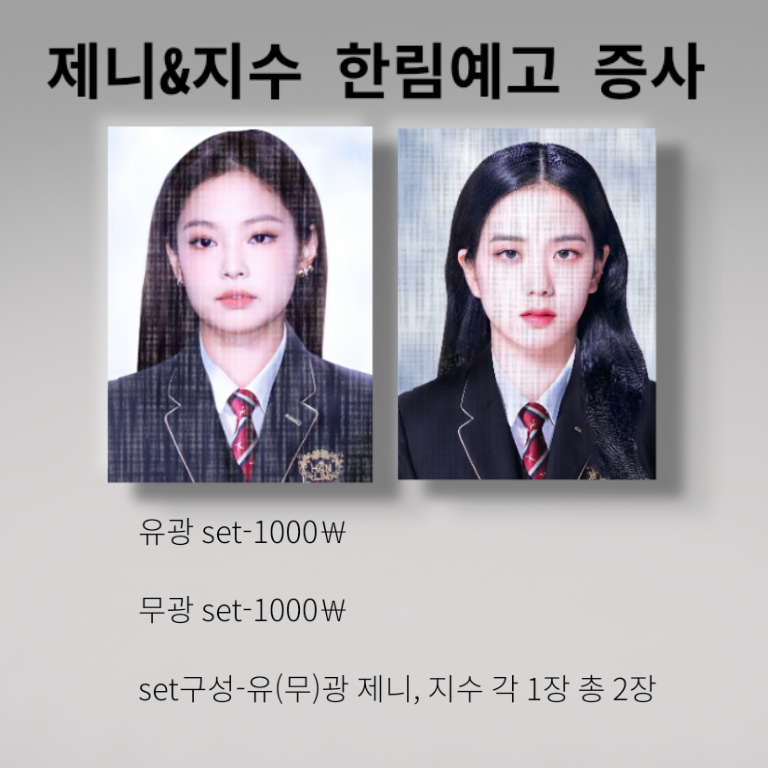 제니&지수 한림예고 증사
HAN
유광 set-1000₩
무광 set-1000₩
set구성-유(무)광 제니, 지수 각 1장 총 2장